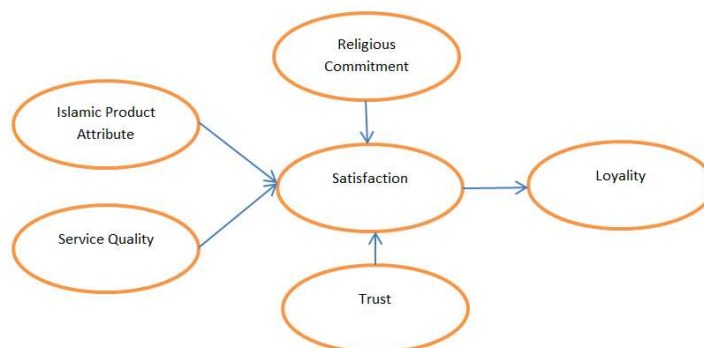 Religious
Commitment
Islamic Product
Attribute
Satisfaction
Loyality
Service Quality
Trust